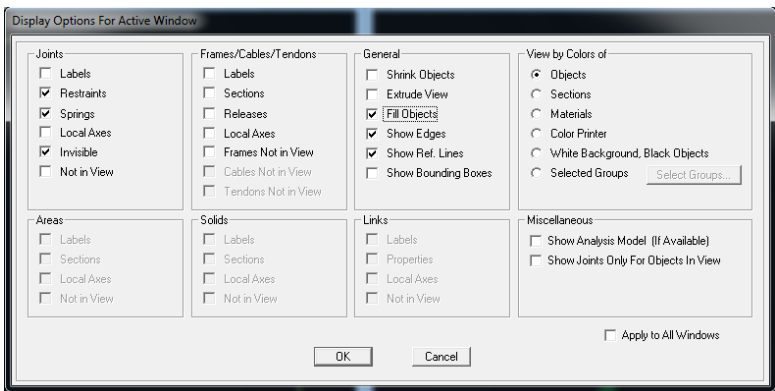 Display Options For Active Window
Joints
Labels
Restraints
Springs
Local Axes
Invisible
Not in View
Frames/Cables/Tendons
Labels
Sections
Releases
Local Axes
Frames Not in View
Cables Not in View
Tendons Not in View
General
Shrink Objects
Extrude View
Fill Objects
Show Edges
Show Ref. Lines
Show Bounding Boxes
View by Colors of
Objects
Sections
Materials
Color Printer
White Background, Black Objects
Selected Groups
Select Groups...
Areas
Labels
Sections
Local Axes
Not in View
Solids
Labels
Sections
Local Axes
Not in View
Links
Labels
Properties
Local Axes
Not in View
Miscellaneous
Show Analysis Model (If Available)
Show Joints Only For Objects In View
Apply to All Windows
OK
Cancel